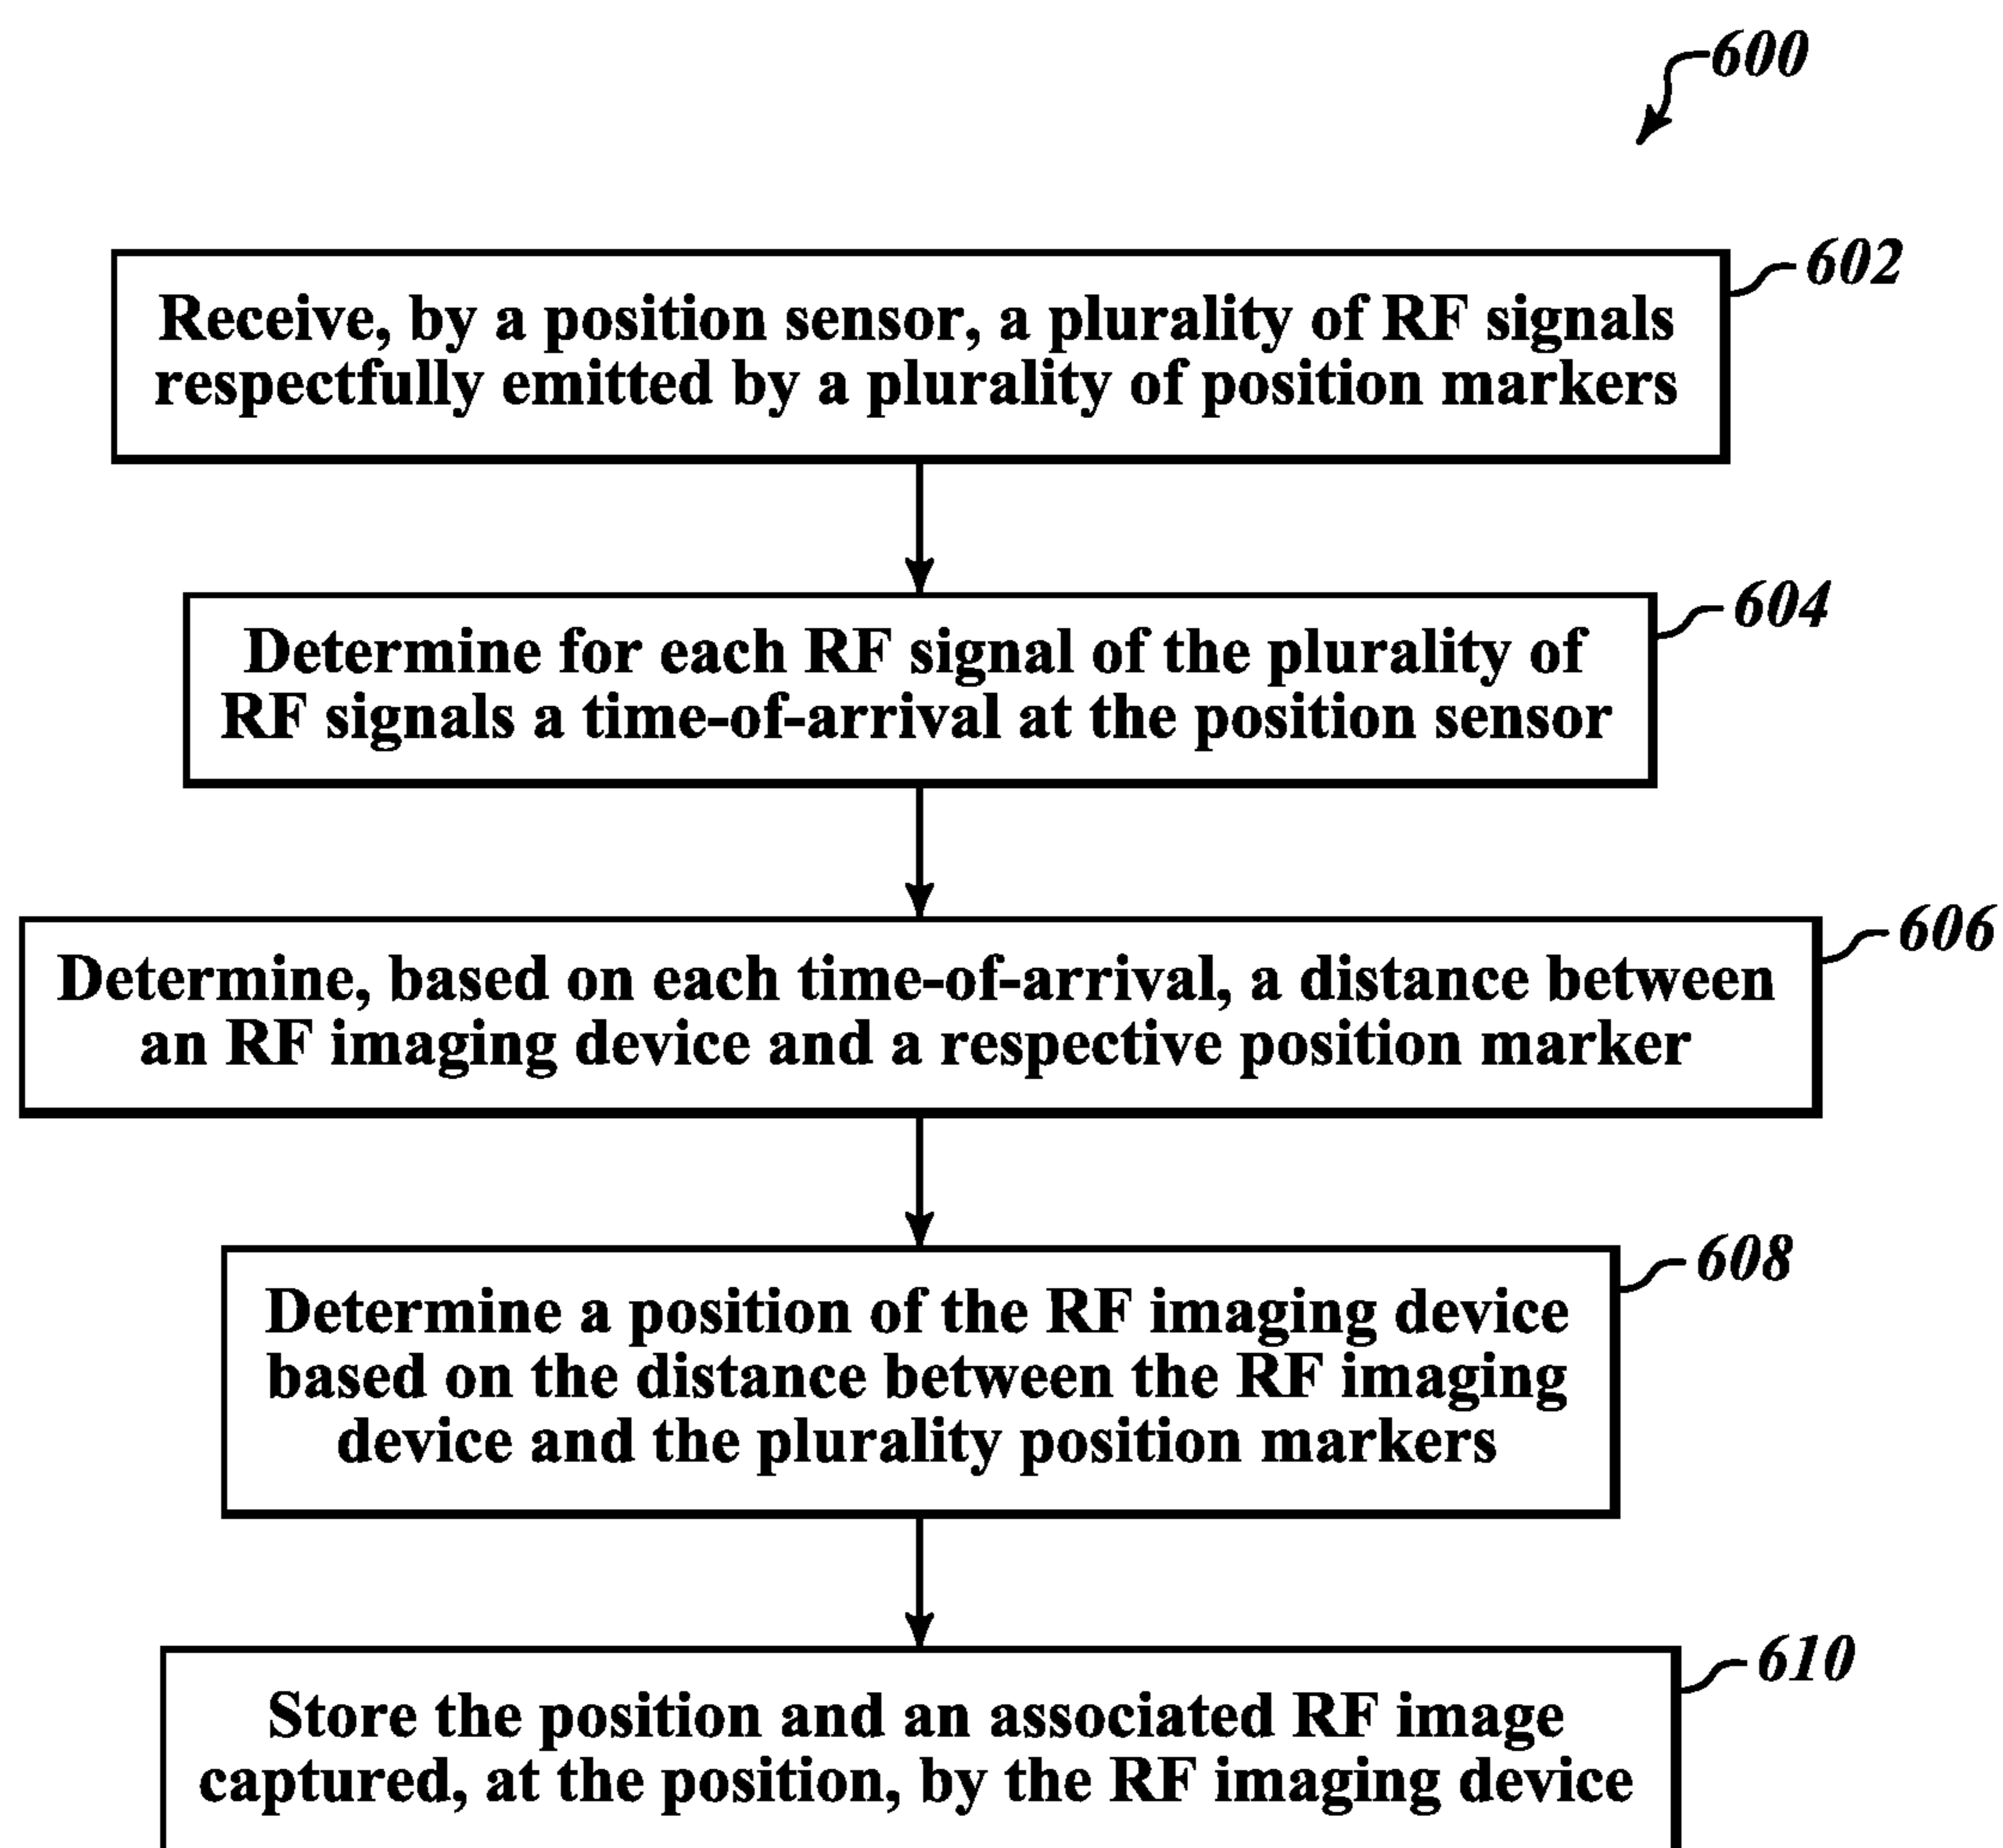 600
602
Receive, by a position sensor, a plurality of RF signals
respectfully emitted by a plurality of position markers
604
Determine for each RF signal of the plurality of
RF signals a time-of-arrival at the position sensor
606
Determine, based on each time-of-arrival, a distance between
an RF imaging device and a respective position marker
608
Determine a position of the RF imaging device
based on the distance between the RF imaging
device and the plurality position markers
610
Store the position and an associated RF image
captured, at the position, by the RF imaging device